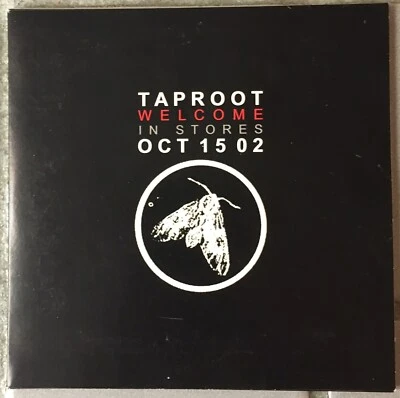 TAPROOT
WELCOME
IN STORES
OCT 15 02